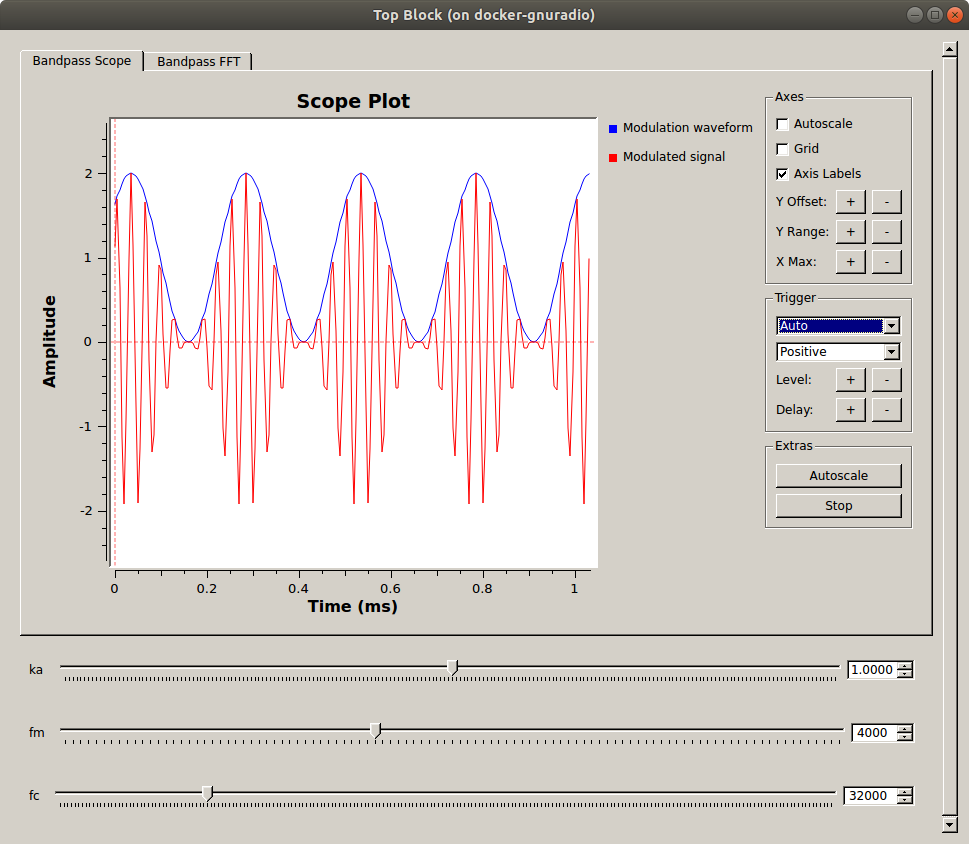 Top Block (on docker-gnuradio)
Bandpass Scope
Bandpass FFT
Scope Plot
Modulation waveform
Modulated signal
Amplitude
2
1
0
-1
-2
0
0.2
0.4
0.6
0.8
1
Time (ms)
Axes
Autoscale
Grid
Axis Labels
Y Offset: + -
Y Range: + -
X Max: + -
Trigger
Auto
Positive
Level: + -
Delay: + -
Extras
Autoscale
Stop
ka 1.0000
fm 4000
fc 32000